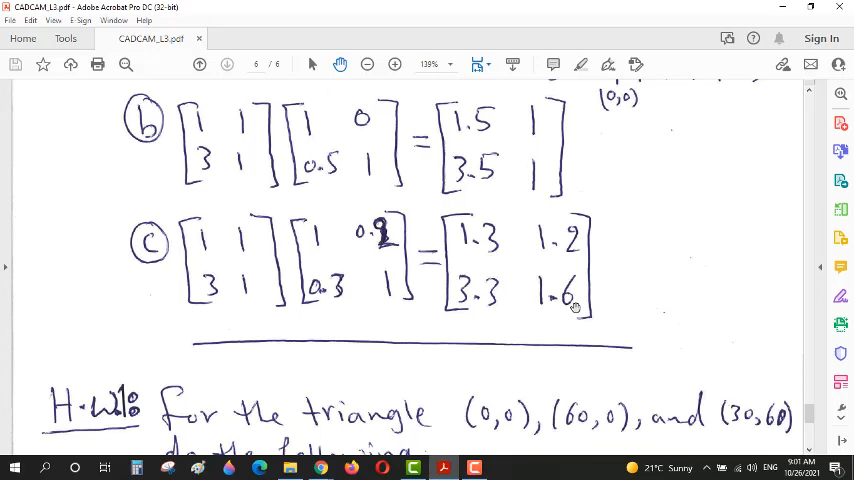 CADCAM_L3.pdf - Adobe Acrobat Pro DC (32-bit)
File Edit View E-Sign Window Help
Home Tools CADCAM_L3.pdf × Sign In
6 / 6 139%
(0,0)
b [1 1 [1 0 = [1.5 1
3 1] 0.5 1] 3.5 1]
c [1 1 [1 0.2 = [1.3 1.2
3 1] 0.3 1] 3.3 1.6]
H.W1: For the triangle (0,0), (60,0), and (30,60)
do the following
21°C Sunny ENG 9:01 AM
10/26/2021